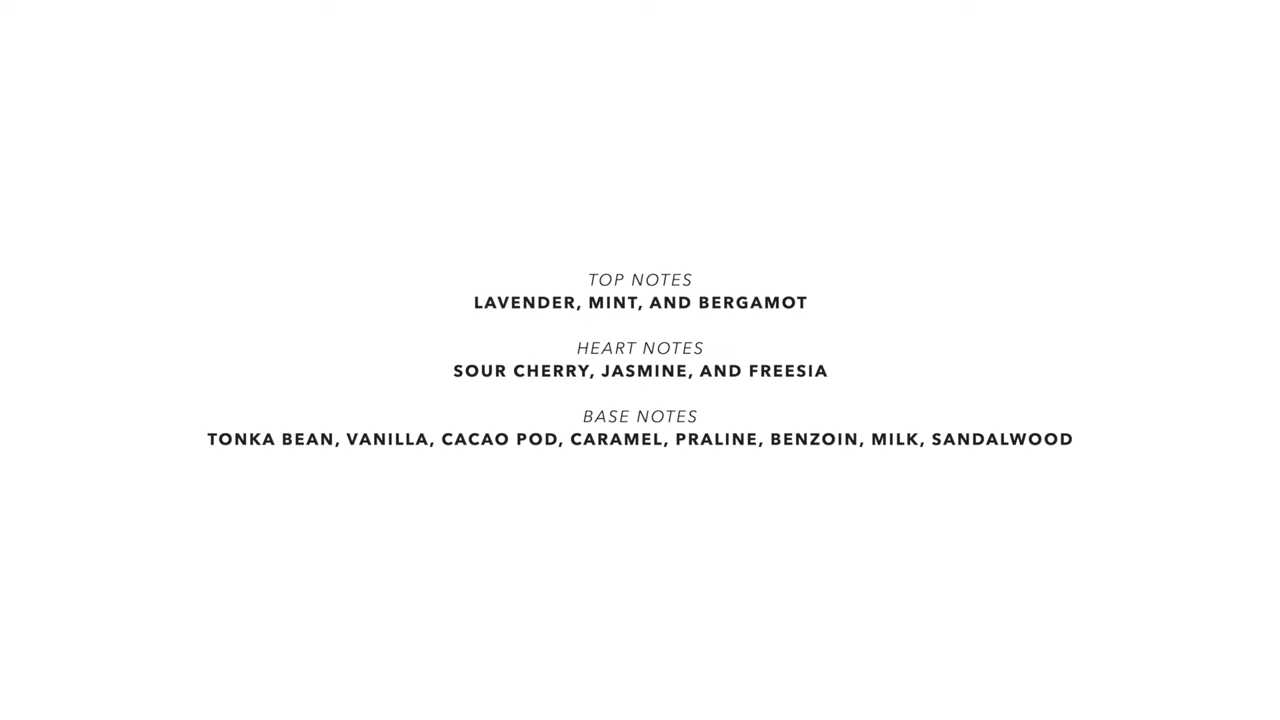 TOP NOTES
LAVENDER, MINT, AND BERGAMOT
HEART NOTES
SOUR CHERRY, JASMINE, AND FREESIA
BASE NOTES
TONKA BEAN, VANILLA, CACAO POD, CARAMEL, PRALINE, BENZOIN, MILK, SANDALWOOD